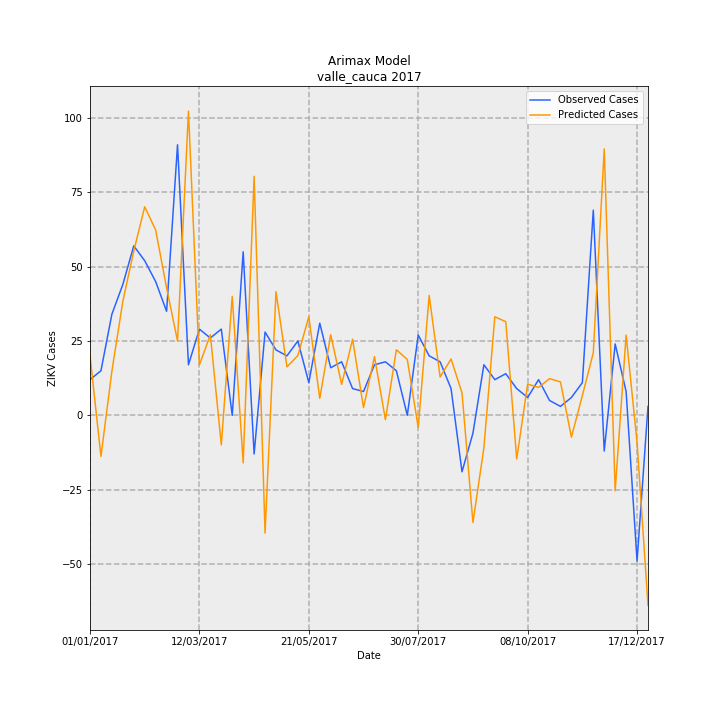 Arimax Model
valle_cauca 2017
Observed Cases
Predicted Cases
ZIKV Cases
100
75
50
25
0
−25
−50
01/01/2017
12/03/2017
21/05/2017
30/07/2017
08/10/2017
17/12/2017
Date